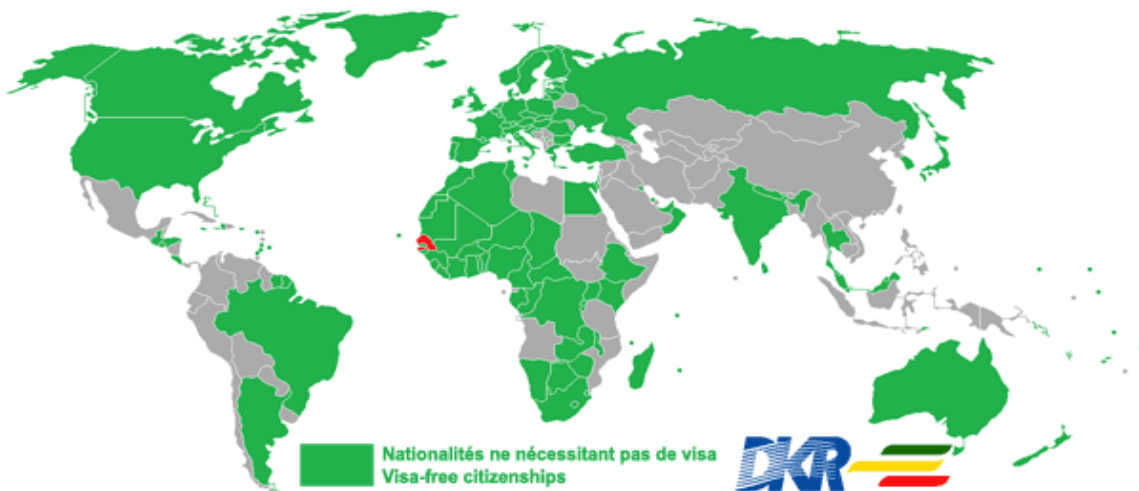 Nationalités ne nécessitant pas de visa
Visa-free citizenships
DKR